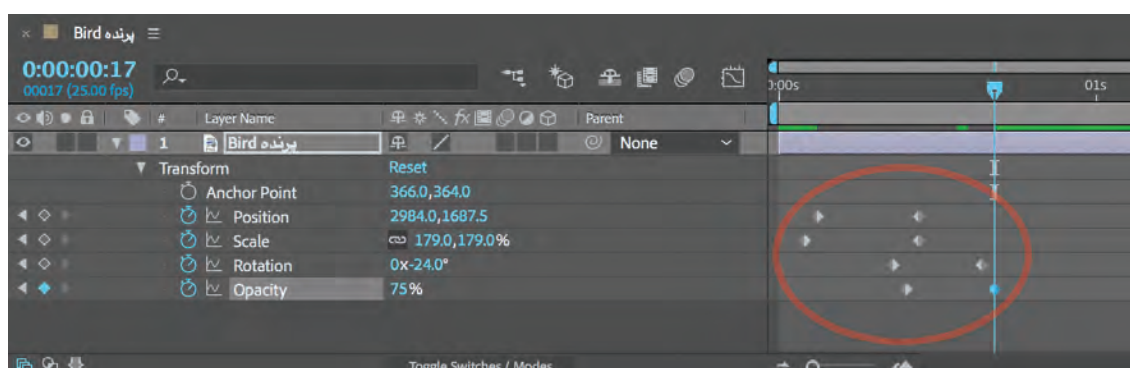 Bird پرنده
0:00:00:17
00017 (25.00 fps)
:00s 01s
# Layer Name fx Parent
1 Bird پرنده None
Transform Reset
Anchor Point 366.0,364.0
Position 2984.0,1687.5
Scale 179.0,179.0%
Rotation 0x-24.0°
Opacity 75%
Toggle Switches / Modes